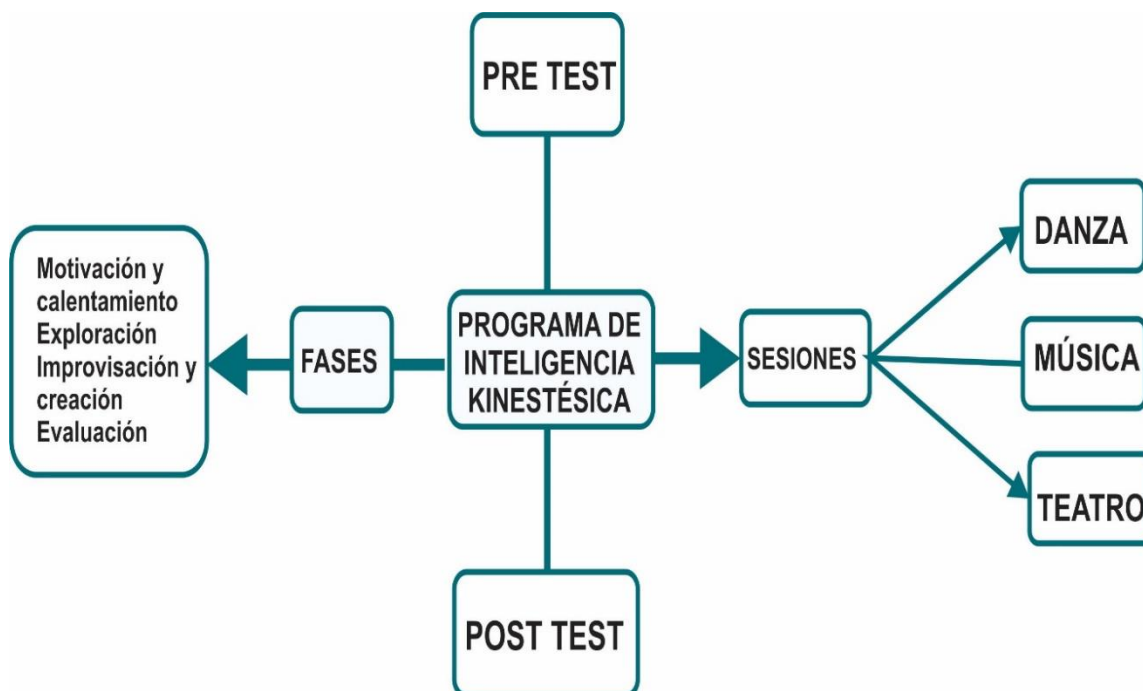 PRE TEST
Motivación y
calentamiento
Exploración
Improvisación y
creación
Evaluación
FASES
PROGRAMA DE
INTELIGENCIA
KINESTÉSICA
SESIONES
DANZA
MÚSICA
TEATRO
POST TEST